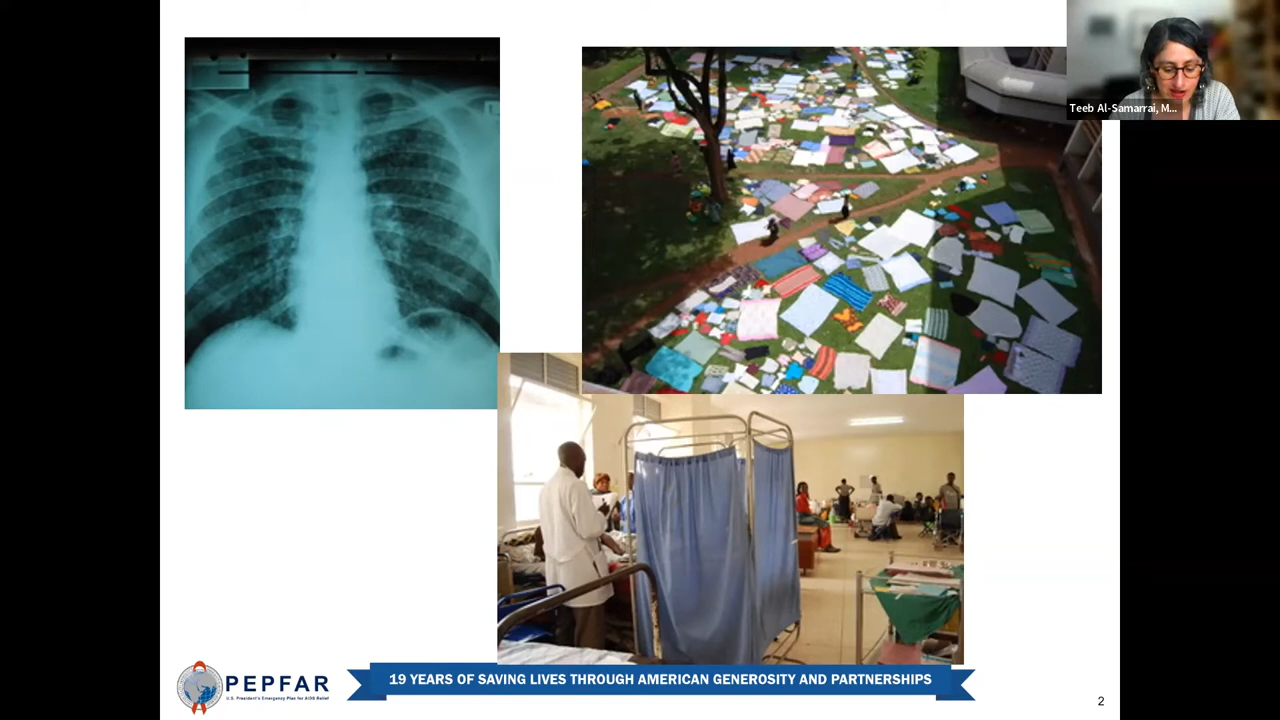 Teeb Al-Samarrai, M...
PEPFAR
U.S. President's Emergency Plan for AIDS Relief
19 YEARS OF SAVING LIVES THROUGH AMERICAN GENEROSITY AND PARTNERSHIPS
2